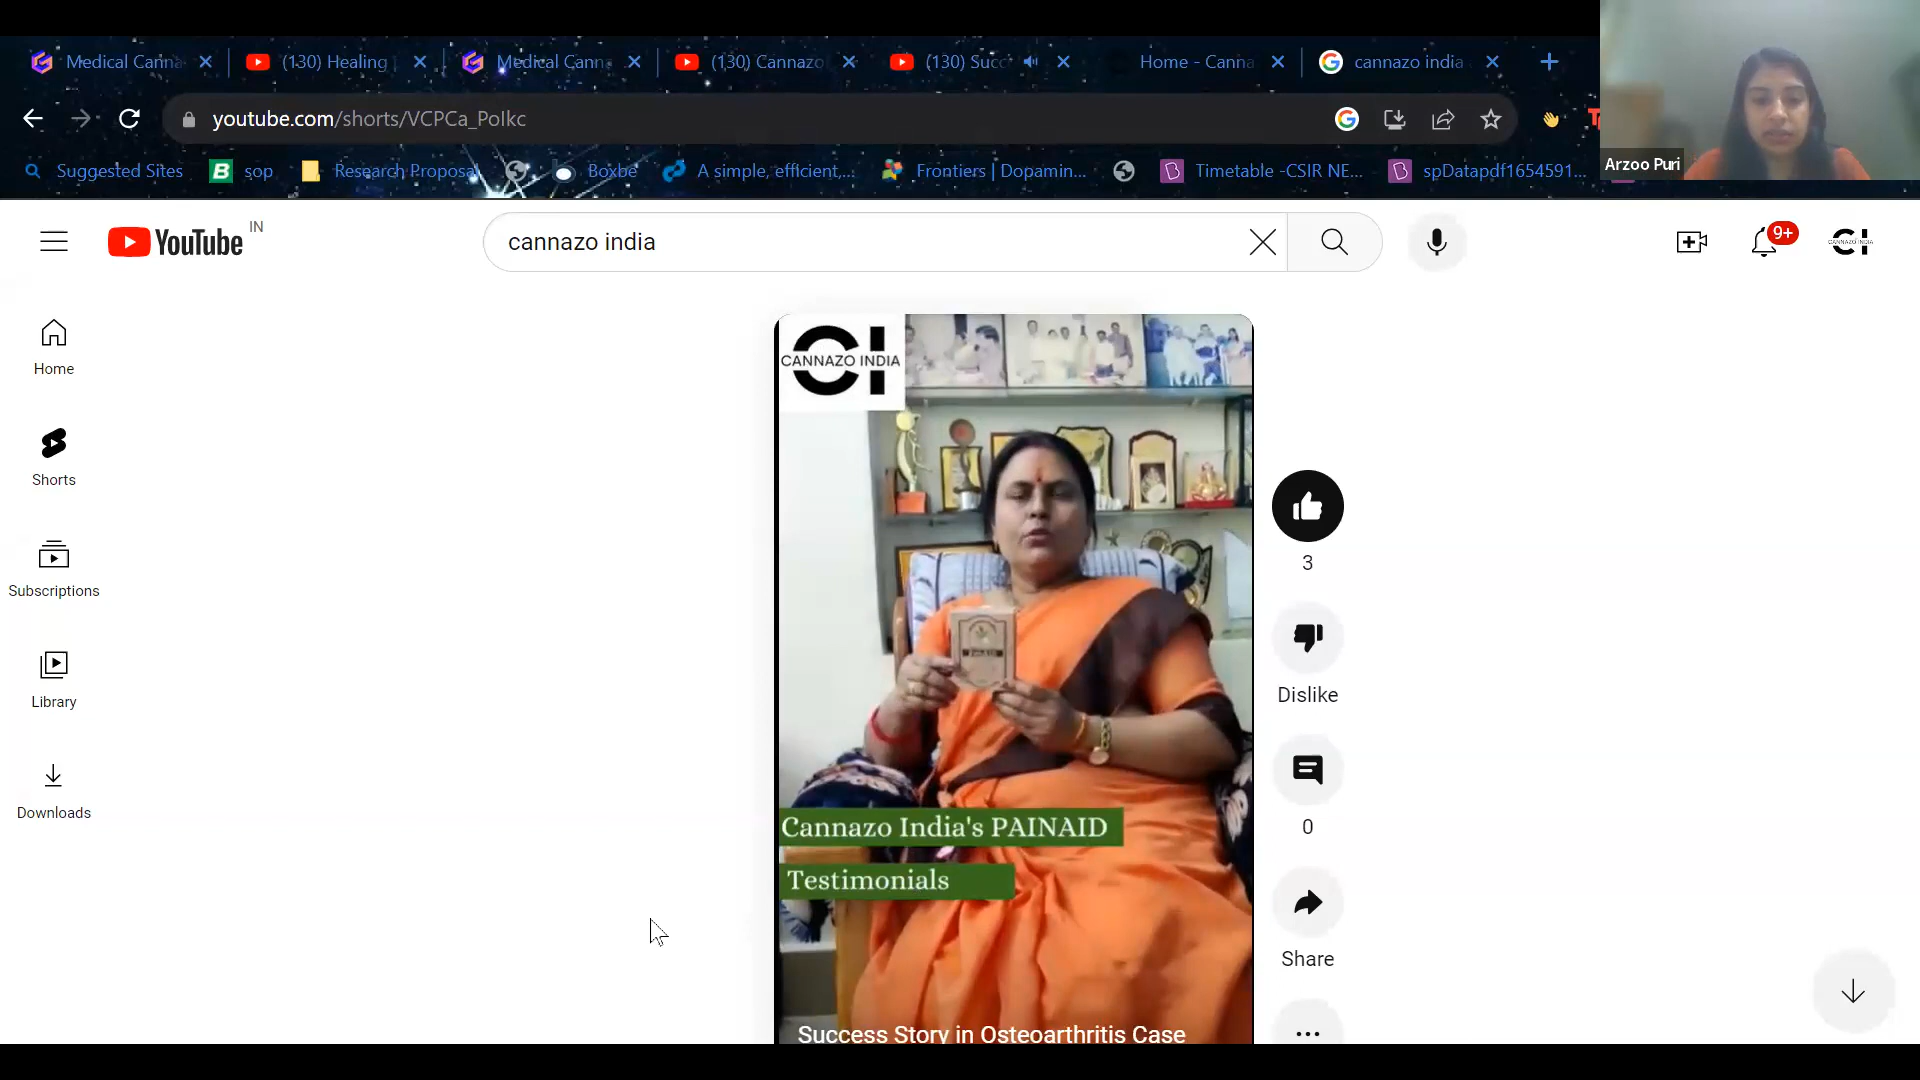 Medical Canna
(130) Healing
Medical Cann
(130) Cannazo
(130) Succ
Home - Canna
cannazo india
youtube.com/shorts/VCPCa_PoIkc
Arzoo Puri
Suggested Sites
sop
Research Proposal
Boxbe
A simple, efficient,...
Frontiers | Dopamin...
Timetable -CSIR NE...
spDatapdf1654591...
YouTube IN
cannazo india
9+
CANNAZO INDIA
Home
Shorts
Subscriptions
Library
Downloads
CANNAZO INDIA
3
Dislike
0
Share
Cannazo India's PAINAID
Testimonials
Success Story in Osteoarthritis Case